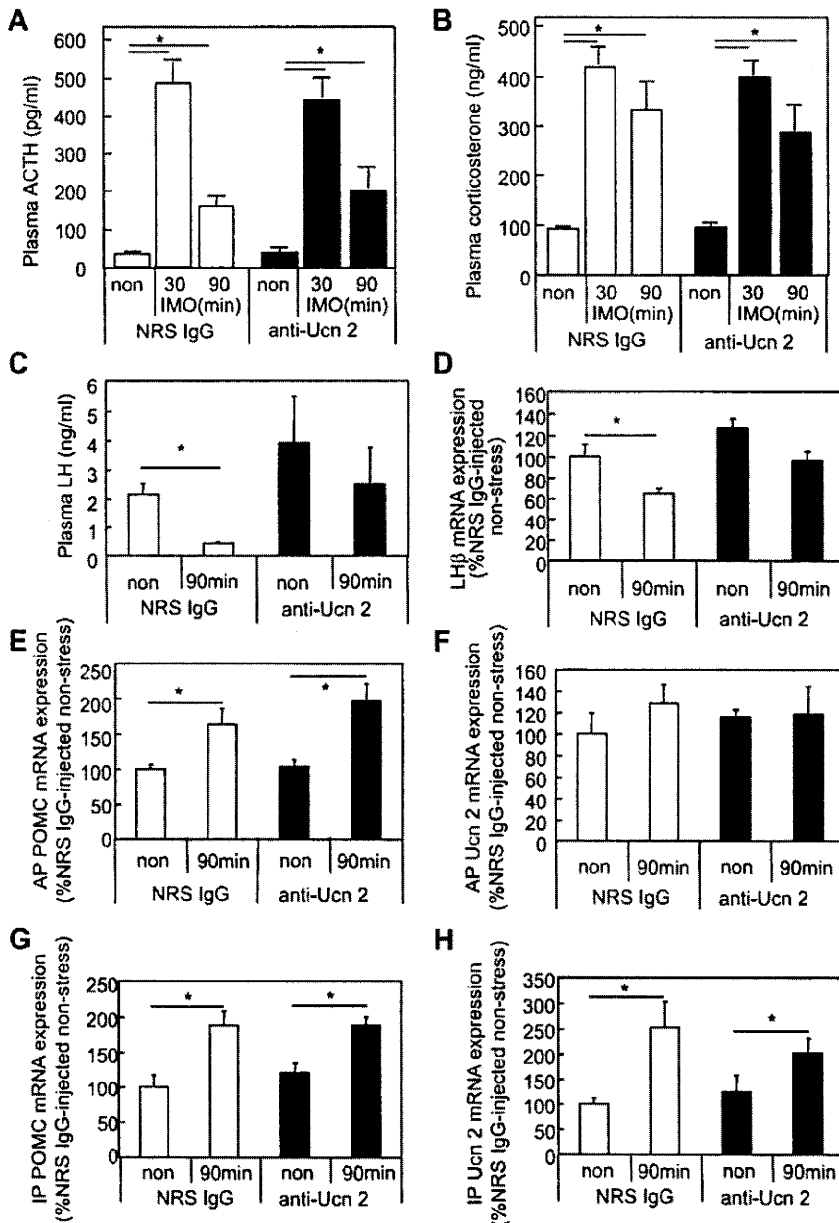 A
B
Plasma ACTH (pg/ml)
600
500
400
300
200
100
0
*
*
non
30
90
non
30
90
IMO(min)
IMO(min)
NRS IgG
anti-Ucn 2
Plasma corticosterone (ng/ml)
500
400
300
200
100
0
*
*
non
30
90
non
30
90
IMO(min)
IMO(min)
NRS IgG
anti-Ucn 2
C
D
Plasma LH (ng/ml)
6
5
4
3
2
1
0
*
non
90min
non
90min
NRS IgG
anti-Ucn 2
LHβ mRNA expression
(%NRS IgG-injected
non-stress)
140
120
100
80
60
40
20
0
*
non
90min
non
90min
NRS IgG
anti-Ucn 2
E
F
AP POMC mRNA expression
(%NRS IgG-injected non-stress)
250
200
150
100
50
0
*
*
non
90min
non
90min
NRS IgG
anti-Ucn 2
AP Ucn 2 mRNA expression
(%NRS IgG-injected non-stress)
160
140
120
100
80
60
40
20
0
non
90min
non
90min
NRS IgG
anti-Ucn 2
G
H
IP POMC mRNA expression
(%NRS IgG-injected non-stress)
250
200
150
100
50
0
*
*
non
90min
non
90min
NRS IgG
anti-Ucn 2
IP Ucn 2 mRNA expression
(%NRS IgG-injected non-stress)
350
300
250
200
150
100
50
0
*
*
non
90min
non
90min
NRS IgG
anti-Ucn 2